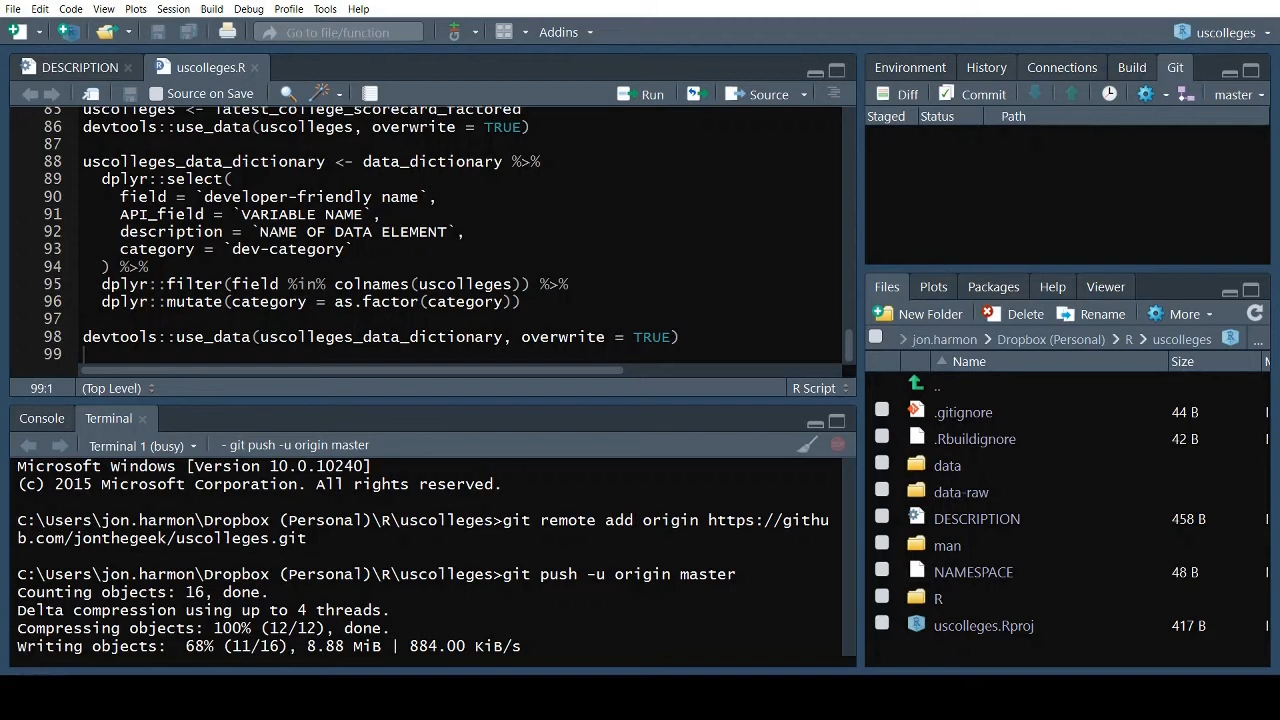 File Edit Code View Plots Session Build Debug Profile Tools Help
Go to file/function Addins uscolleges
DESCRIPTION uscolleges.R
Source on Save Run Source
85 uscolleges <- latest_college_scorecard_factored
86 devtools::use_data(uscolleges, overwrite = TRUE)
87
88 uscolleges_data_dictionary <- data_dictionary %>%
89 dplyr::select(
90 field = `developer-friendly name`,
91 API_field = `VARIABLE NAME`,
92 description = `NAME OF DATA ELEMENT`,
93 category = `dev-category`
94 ) %>%
95 dplyr::filter(field %in% colnames(uscolleges)) %>%
96 dplyr::mutate(category = as.factor(category))
97
98 devtools::use_data(uscolleges_data_dictionary, overwrite = TRUE)
99
99:1 (Top Level) R Script
Console Terminal
Terminal 1 (busy) - git push -u origin master
Microsoft Windows [Version 10.0.10240]
(c) 2015 Microsoft Corporation. All rights reserved.
C:\Users\jon.harmon\Dropbox (Personal)\R\uscolleges>git remote add origin https://githu
b.com/jonthegeek/uscolleges.git
C:\Users\jon.harmon\Dropbox (Personal)\R\uscolleges>git push -u origin master
Counting objects: 16, done.
Delta compression using up to 4 threads.
Compressing objects: 100% (12/12), done.
Writing objects: 68% (11/16), 8.88 MiB | 884.00 KiB/s
Environment History Connections Build Git
Diff Commit master
Staged Status Path
Files Plots Packages Help Viewer
New Folder Delete Rename More
jon.harmon Dropbox (Personal) R uscolleges ...
Name Size
..
.gitignore 44 B
.Rbuildignore 42 B
data
data-raw
DESCRIPTION 458 B
man
NAMESPACE 48 B
R
uscolleges.Rproj 417 B